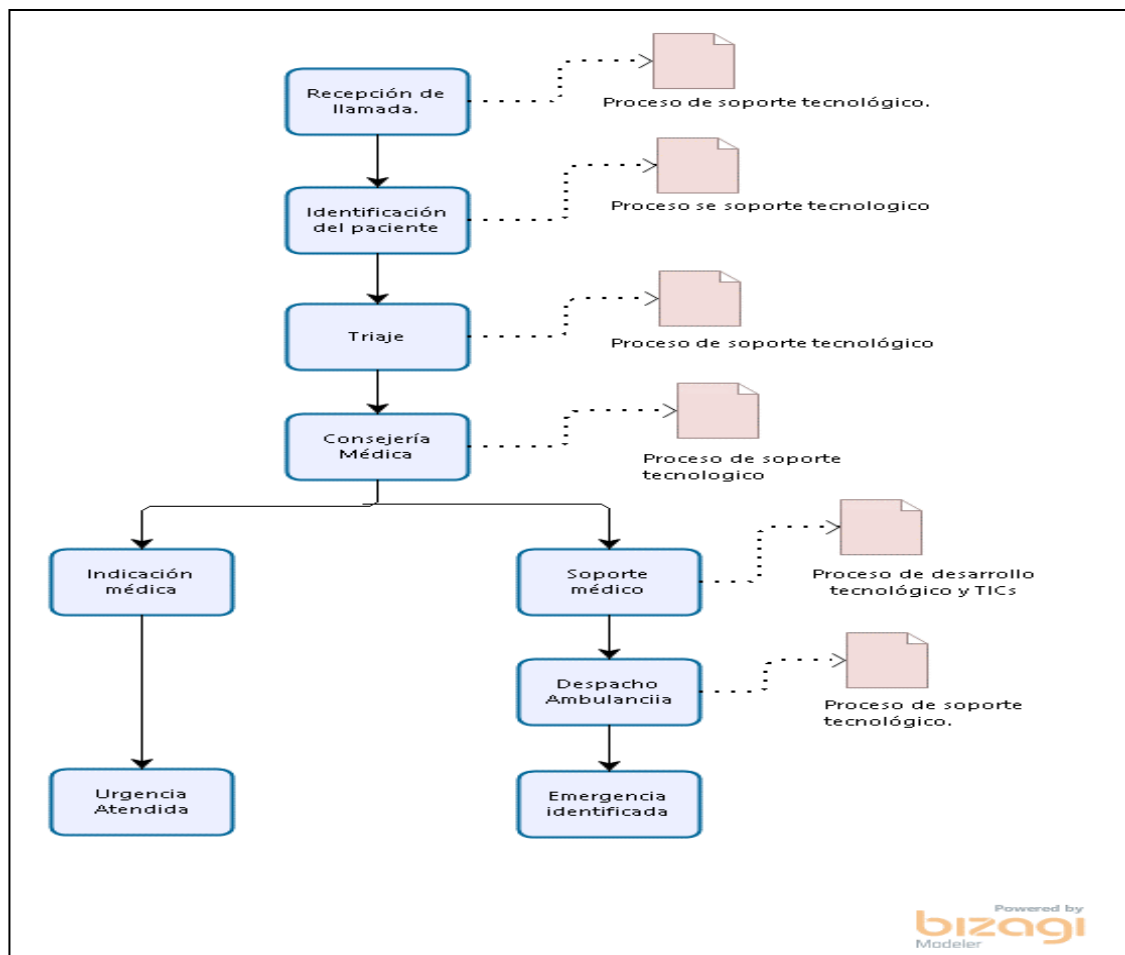 Recepción de
llamada.
Proceso de soporte tecnológico.
Identificación
del paciente
Proceso se soporte tecnologico
Triaje
Proceso de soporte tecnológico
Consejería
Médica
Proceso de soporte
tecnologico
Indicación
médica
Soporte
médico
Proceso de desarrollo
tecnológico y TICs
Despacho
Ambulanciia
Proceso de soporte
tecnológico.
Urgencia
Atendida
Emergencia
identificada
Powered by
bizagi
Modeler